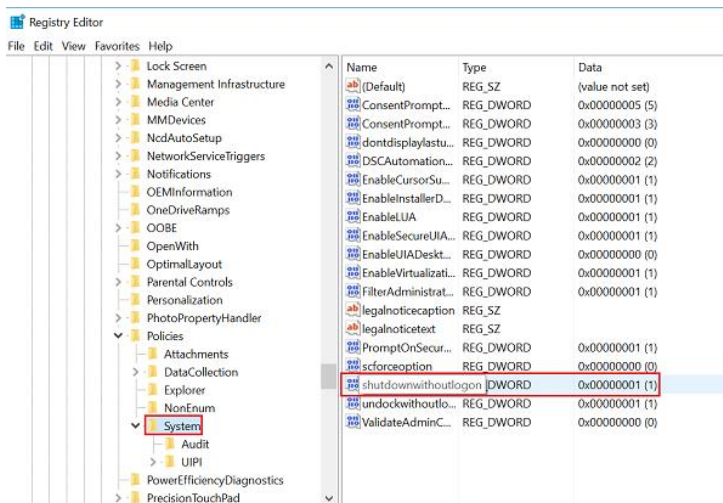 Registry Editor
File Edit View Favorites Help
Lock Screen
Management Infrastructure
Media Center
MMDevices
NcdAutoSetup
NetworkServiceTriggers
Notifications
OEMInformation
OneDriveRamps
OOBE
OpenWith
OptimalLayout
Parental Controls
Personalization
PhotoPropertyHandler
Policies
Attachments
DataCollection
Explorer
NonEnum
System
Audit
UIPI
PowerEfficiencyDiagnostics
PrecisionTouchPad
Name Type Data
(Default) REG_SZ (value not set)
ConsentPrompt... REG_DWORD 0x00000005 (5)
ConsentPrompt... REG_DWORD 0x00000003 (3)
dontdisplaylastu... REG_DWORD 0x00000000 (0)
DSCAutomation... REG_DWORD 0x00000002 (2)
EnableCursorSu... REG_DWORD 0x00000001 (1)
EnableInstallerD... REG_DWORD 0x00000001 (1)
EnableLUA REG_DWORD 0x00000001 (1)
EnableSecureUIA... REG_DWORD 0x00000001 (1)
EnableUIADeskt... REG_DWORD 0x00000000 (0)
EnableVirtualizati... REG_DWORD 0x00000001 (1)
FilterAdministrat... REG_DWORD 0x00000001 (1)
legalnoticecaption REG_SZ
legalnoticetext REG_SZ
PromptOnSecur... REG_DWORD 0x00000001 (1)
scforceoption REG_DWORD 0x00000000 (0)
shutdownwithoutlogon DWORD 0x00000001 (1)
undockwithoutlo... REG_DWORD 0x00000001 (1)
ValidateAdminC... REG_DWORD 0x00000000 (0)